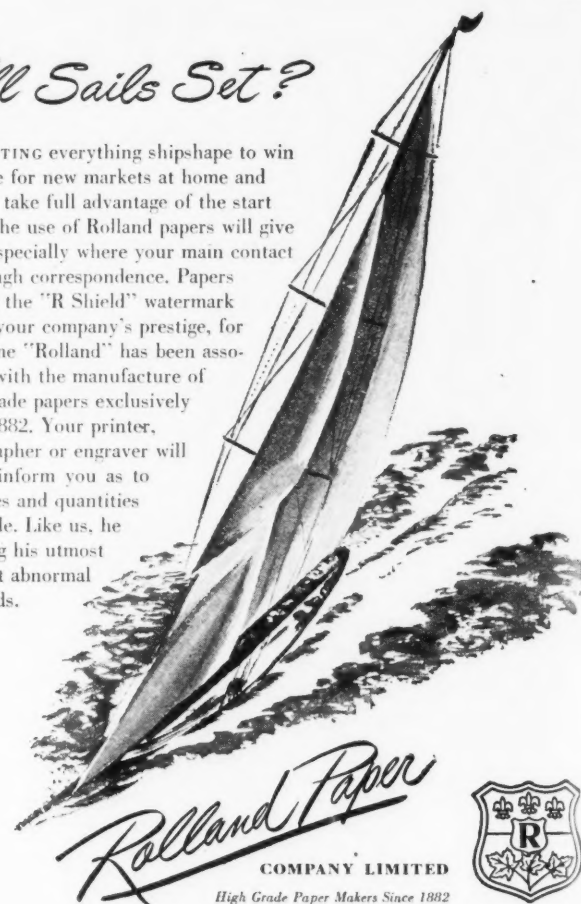 ll Sails Set?
TING everything shipshape to win
e for new markets at home and
take full advantage of the start
he use of Rolland papers will give
specially where your main contact
ugh correspondence. Papers
the "R Shield" watermark
your company's prestige, for
ne "Rolland" has been asso-
with the manufacture of
ade papers exclusively
882. Your printer,
apher or engraver will
inform you as to
es and quantities
le. Like us, he
g his utmost
t abnormal
ds.
Rolland Paper
COMPANY LIMITED
High Grade Paper Makers Since 1882
R